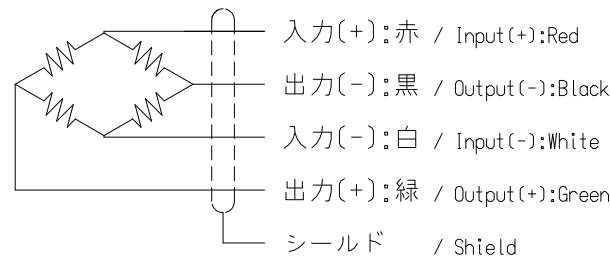 入力(+):赤 / Input(+):Red
出力(-):黒 / Output(-):Black
入力(-):白 / Input(-):White
出力(+):緑 / Output(+):Green
シールド / Shield